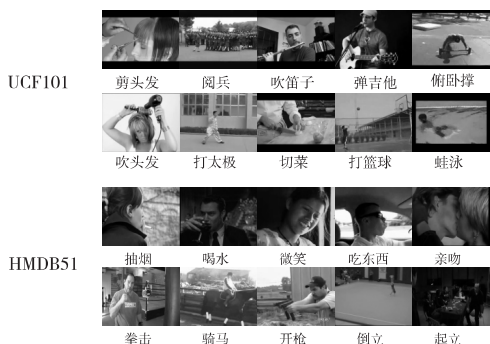 UCF101
剪头发 阅兵 吹笛子 弹吉他 俯卧撑
吹头发 打太极 切菜 打篮球 蛙泳
HMDB51
抽烟 喝水 微笑 吃东西 亲吻
拳击 骑马 开枪 倒立 起立